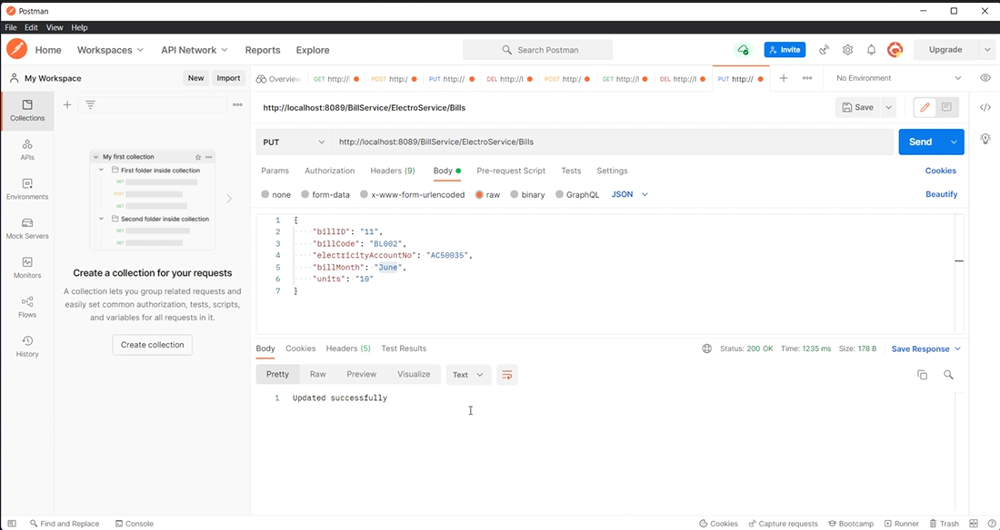 Postman
File Edit View Help
Home Workspaces API Network Reports Explore Search Postman Invite Upgrade
My Workspace New Import Overview GET http:// POST http:/ PUT http:// DEL http:// POST http:/ GET http:// DEL http:// PUT http:// No Environment
Collections
APIs
Environments
Mock Servers
Monitors
Flows
History
My first collection
First folder inside collection
GET
POST
GET
Second folder inside collection
GET
GET
Create a collection for your requests
A collection lets you group related requests and
easily set common authorization, tests, scripts,
and variables for all requests in it.
Create collection
http://localhost:8089/BillService/ElectroService/Bills Save
PUT http://localhost:8089/BillService/ElectroService/Bills Send
Params Authorization Headers (9) Body Pre-request Script Tests Settings Cookies
none form-data x-www-form-urlencoded raw binary GraphQL JSON Beautify
1 {
2 "billID": "11",
3 "billCode": "BL002",
4 "electricityAccountNo": "AC50035",
5 "billMonth": "June",
6 "units": "10"
7 }
Body Cookies Headers (5) Test Results Status: 200 OK Time: 1235 ms Size: 178 B Save Response
Pretty Raw Preview Visualize Text
1 Updated successfully
Find and Replace Console Cookies Capture requests Bootcamp Runner Trash